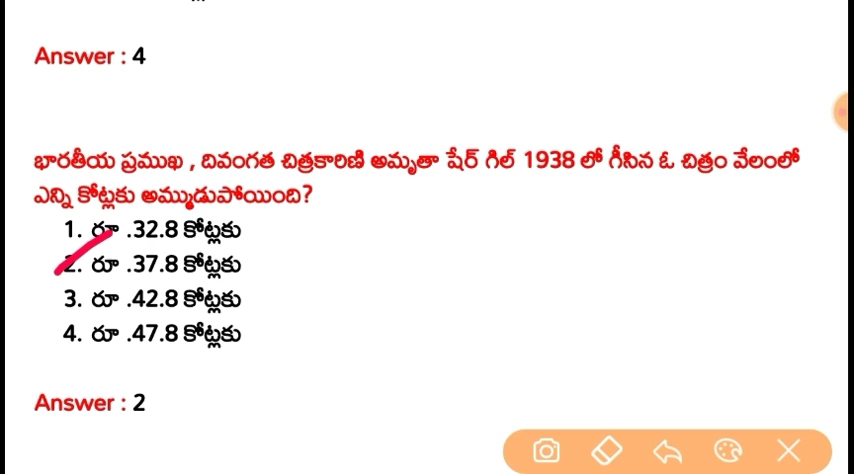 Answer : 4
భారతీయ ప్రముఖ , దివంగత చిత్రకారిణి అమృతా షేర్ గిల్ 1938 లో గీసిన ఓ చిత్రం వేలంలో
ఎన్ని కోట్లకు అమ్ముడుపోయింది?
1. రూ .32.8 కోట్లకు
2. రూ .37.8 కోట్లకు
3. రూ .42.8 కోట్లకు
4. రూ .47.8 కోట్లకు
Answer : 2